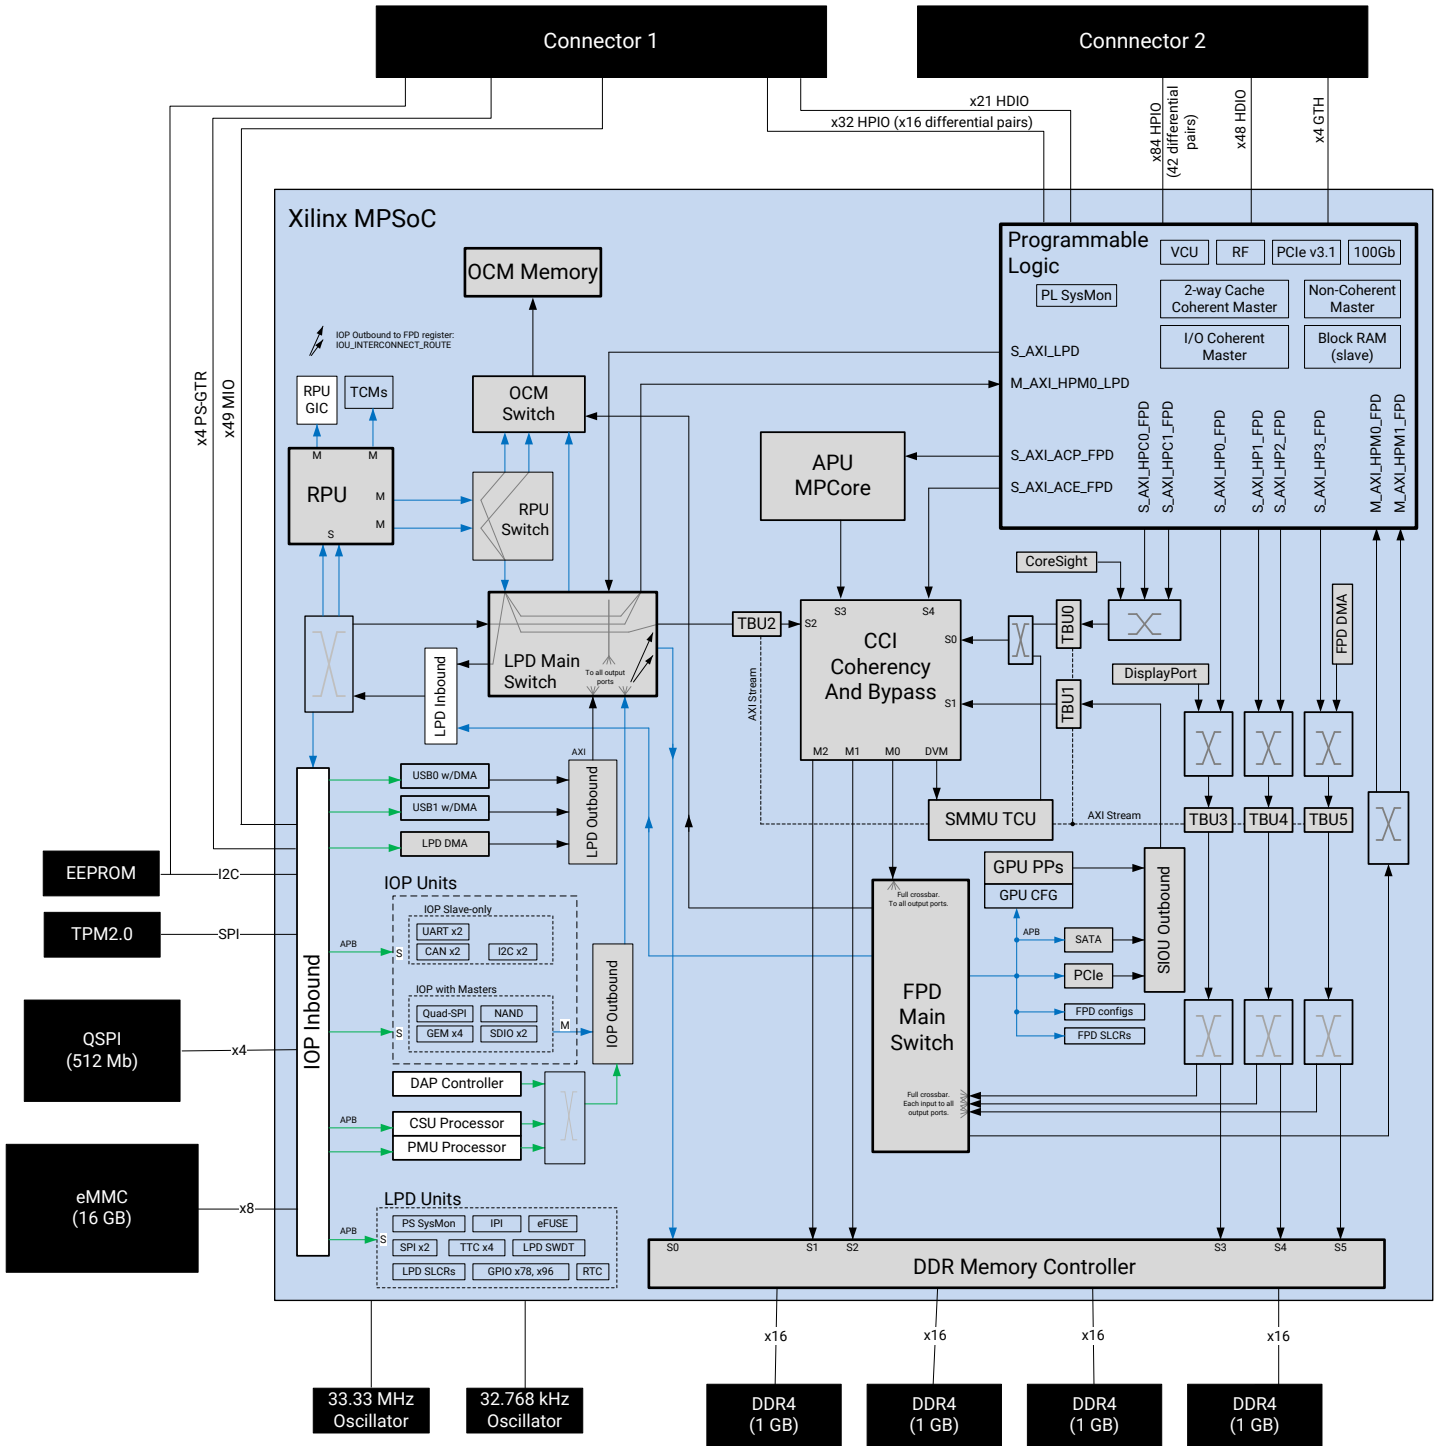 Connector 1
Connnector 2
x21 HDIO
x32 HPIO (x16 differential pairs)
x84 HPIO
(42 differential
pairs)
x48 HDIO
x4 GTH
x4 PS-GTR
x49 MIO
Xilinx MPSoC
Programmable
Logic
VCU
RF
PCIe v3.1
100Gb
PL SysMon
2-way Cache
Coherent Master
Non-Coherent
Master
I/O Coherent
Master
Block RAM
(slave)
S_AXI_LPD
M_AXI_HPM0_LPD
S_AXI_ACP_FPD
S_AXI_ACE_FPD
S_AXI_HPC0_FPD
S_AXI_HPC1_FPD
S_AXI_HP0_FPD
S_AXI_HP1_FPD
S_AXI_HP2_FPD
S_AXI_HP3_FPD
M_AXI_HPM0_FPD
M_AXI_HPM1_FPD
OCM Memory
IOP Outbound to FPD register:
IOU_INTERCONNECT_ROUTE
RPU
GIC
TCMs
OCM
Switch
M
M
RPU
M
M
S
RPU
Switch
APU
MPCore
CoreSight
FPD DMA
DisplayPort
TBU0
TBU1
TBU2
S3
S4
S2
S0
S1
CCI
Coherency
And Bypass
M2
M1
M0
DVM
AXI Stream
SMMU TCU
AXI Stream
TBU3
TBU4
TBU5
LPD Main
Switch
To all output
ports
LPD Inbound
AXI
LPD Outbound
USB0 w/DMA
USB1 w/DMA
LPD DMA
EEPROM
I2C
TPM2.0
SPI
QSPI
(512 Mb)
x4
eMMC
(16 GB)
x8
IOP Inbound
IOP Units
IOP Slave-only
UART x2
CAN x2
I2C x2
APB
S
IOP with Masters
Quad-SPI
NAND
GEM x4
SDIO x2
S
M
IOP Outbound
DAP Controller
CSU Processor
PMU Processor
APB
LPD Units
PS SysMon
IPI
eFUSE
SPI x2
TTC x4
LPD SWDT
LPD SLCRs
GPIO x78, x96
RTC
APB
S
Full crossbar.
To all output ports.
FPD
Main
Switch
Full crossbar.
Each input to all
output ports.
GPU PPs
GPU CFG
APB
SATA
PCIe
FPD configs
FPD SLCRs
SIOU Outbound
S0
S1
S2
S3
S4
S5
DDR Memory Controller
x16
x16
x16
x16
33.33 MHz
Oscillator
32.768 kHz
Oscillator
DDR4
(1 GB)
DDR4
(1 GB)
DDR4
(1 GB)
DDR4
(1 GB)